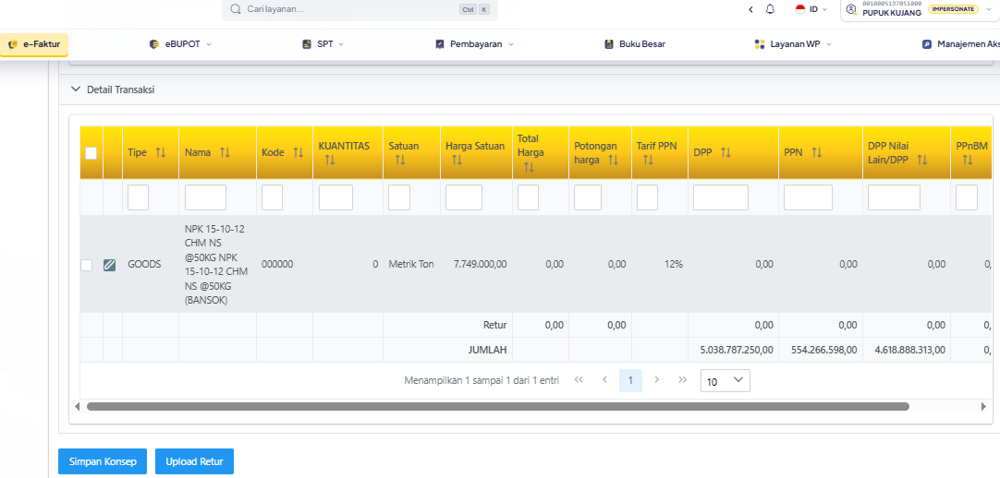 Cari layanan...
Ctrl K
ID
0010005197051000
PUPUK KUJANG
IMPERSONATE
e-Faktur
eBUPOT
SPT
Pembayaran
Buku Besar
Layanan WP
Manajemen Aks
Detail Transaksi
Tipe
Nama
Kode
KUANTITAS
Satuan
Harga Satuan
Total
Harga
Potongan
harga
Tarif PPN
DPP
PPN
DPP Nilai
Lain/DPP
PPnBM
GOODS
NPK 15-10-12
CHM NS
@50KG NPK
15-10-12 CHM
NS @50KG
(BANSOK)
000000
0
Metrik Ton
7.749.000,00
0,00
0,00
12%
0,00
0,00
0,00
0,
Retur
0,00
0,00
0,00
0,00
0,00
0,
JUMLAH
5.038.787.250,00
554.266.598,00
4.618.888.313,00
0,
Menampilkan 1 sampai 1 dari 1 entri
1
10
Simpan Konsep
Upload Retur